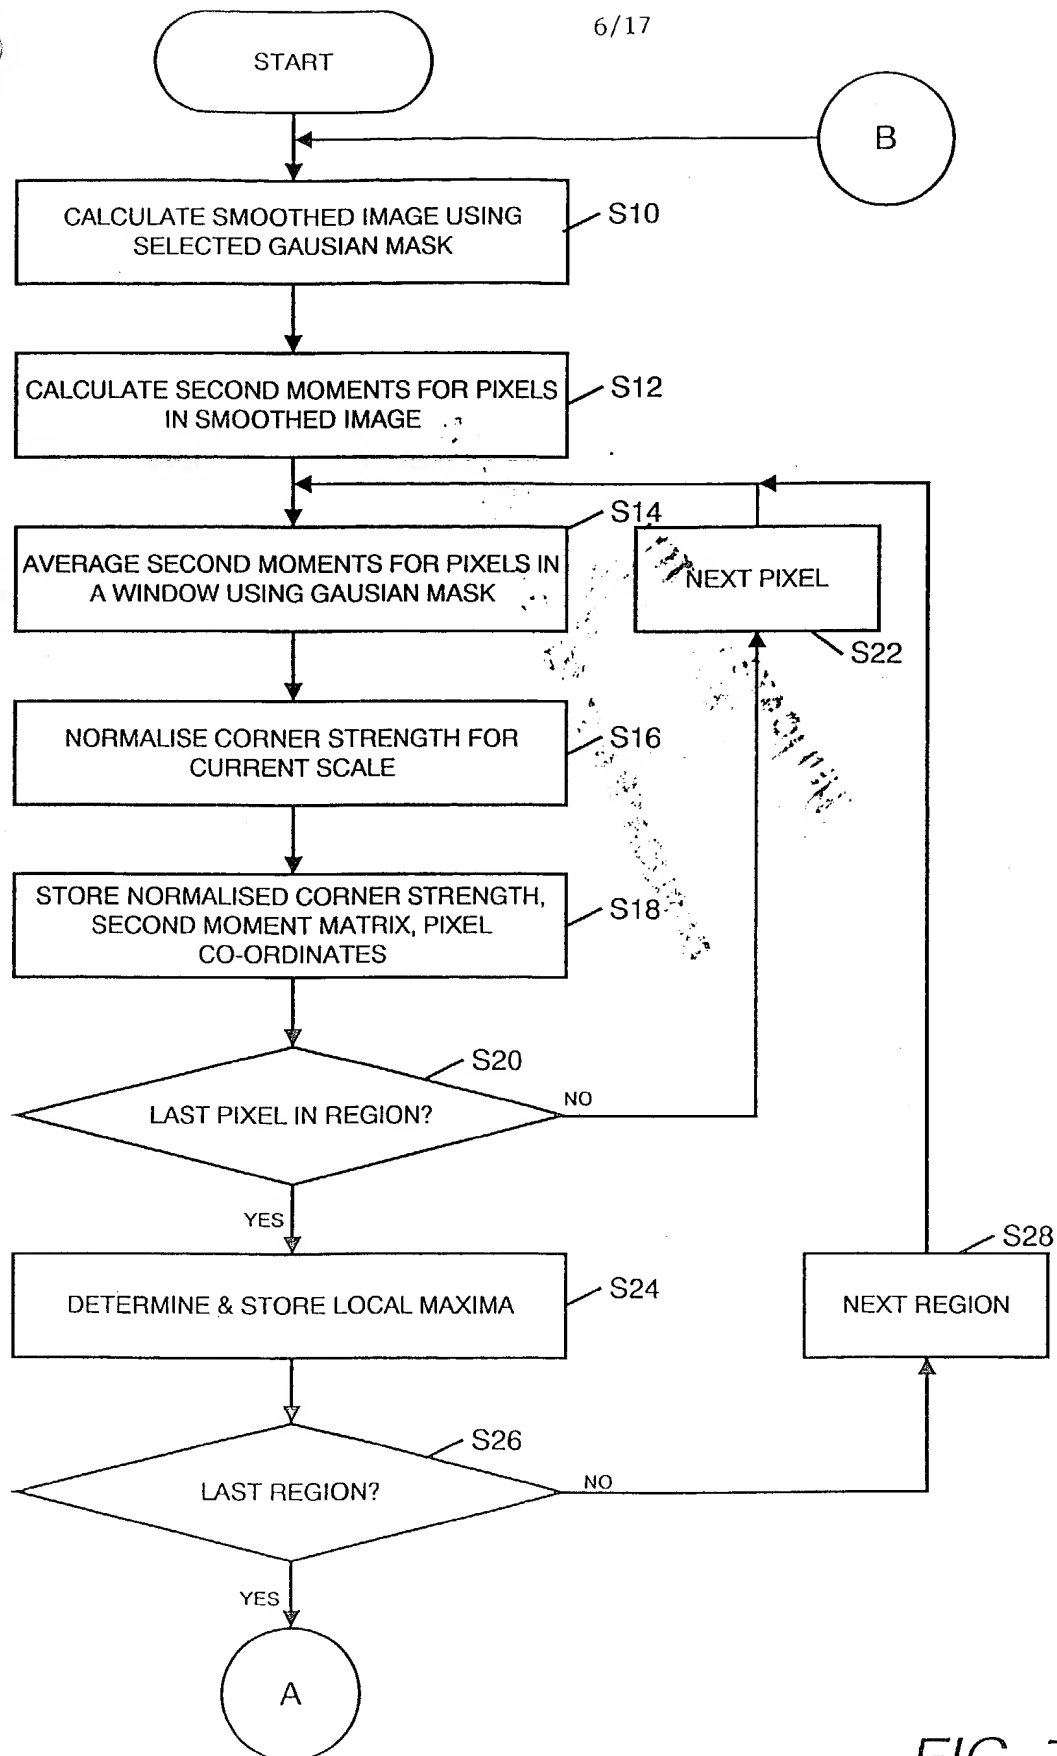 6/17
START
B
CALCULATE SMOOTHED IMAGE USING
SELECTED GAUSIAN MASK
S10
CALCULATE SECOND MOMENTS FOR PIXELS
IN SMOOTHED IMAGE
S12
AVERAGE SECOND MOMENTS FOR PIXELS IN
A WINDOW USING GAUSIAN MASK
S14
NEXT PIXEL
S22
NORMALISE CORNER STRENGTH FOR
CURRENT SCALE
S16
STORE NORMALISED CORNER STRENGTH,
SECOND MOMENT MATRIX, PIXEL
CO-ORDINATES
S18
S20
LAST PIXEL IN REGION?
NO
YES
DETERMINE & STORE LOCAL MAXIMA
S24
S28
NEXT REGION
S26
LAST REGION?
NO
YES
A
FIG.